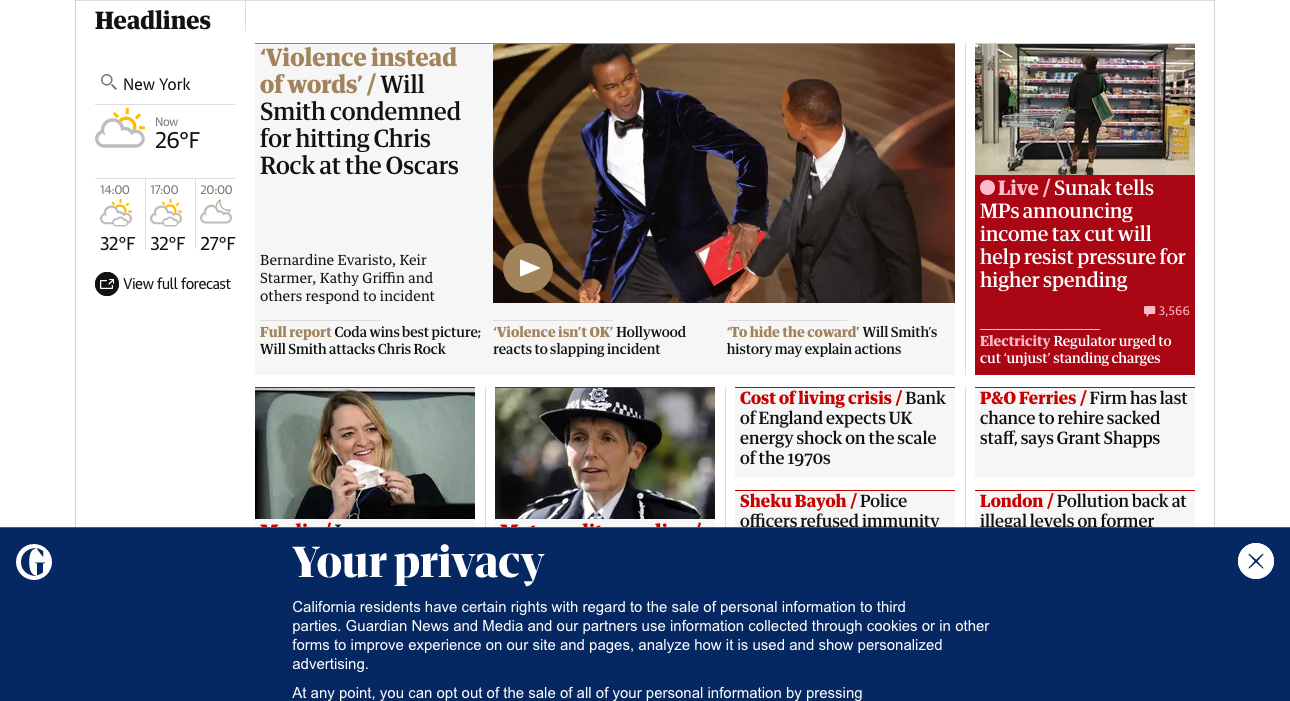 Headlines
New York
Now
26°F
14:00
17:00
20:00
32°F
32°F
27°F
View full forecast
‘Violence instead
of words’ / Will
Smith condemned
for hitting Chris
Rock at the Oscars
Bernardine Evaristo, Keir
Starmer, Kathy Griffin and
others respond to incident
Full report Coda wins best picture;
Will Smith attacks Chris Rock
‘Violence isn’t OK’ Hollywood
reacts to slapping incident
‘To hide the coward’ Will Smith’s
history may explain actions
Live / Sunak tells
MPs announcing
income tax cut will
help resist pressure for
higher spending
3,566
Electricity Regulator urged to
cut ‘unjust’ standing charges
Cost of living crisis / Bank
of England expects UK
energy shock on the scale
of the 1970s
P&O Ferries / Firm has last
chance to rehire sacked
staff, says Grant Shapps
Sheku Bayoh / Police
officers refused immunity
London / Pollution back at
illegal levels on former
G
Your privacy
California residents have certain rights with regard to the sale of personal information to third
parties. Guardian News and Media and our partners use information collected through cookies or in other
forms to improve experience on our site and pages, analyze how it is used and show personalized
advertising.
At any point, you can opt out of the sale of all of your personal information by pressing